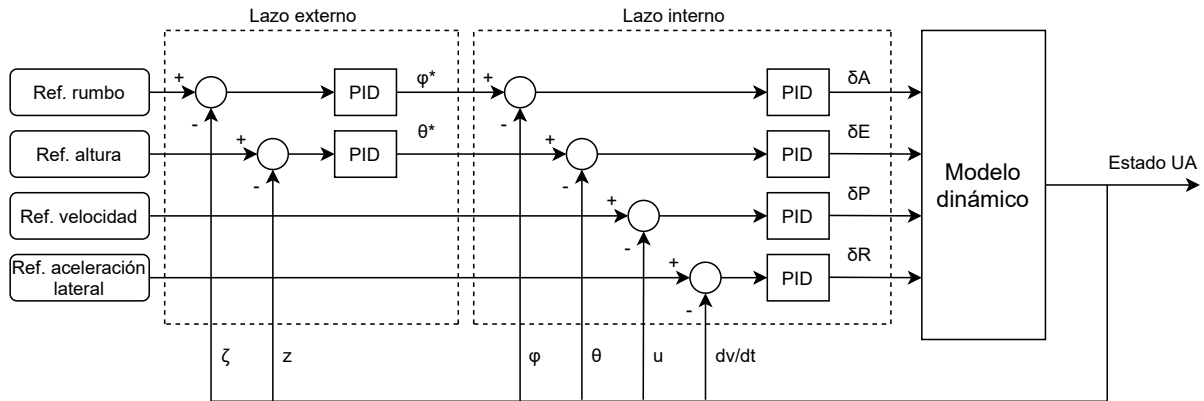 Lazo externo
Lazo interno
Ref. rumbo
+
-
PID
φ*
+
-
PID
δA
Ref. altura
+
-
PID
θ*
+
-
PID
δE
Ref. velocidad
+
-
PID
δP
Ref. aceleración
lateral
+
-
PID
δR
Modelo
dinámico
Estado UA
ζ
z
φ
θ
u
dv/dt